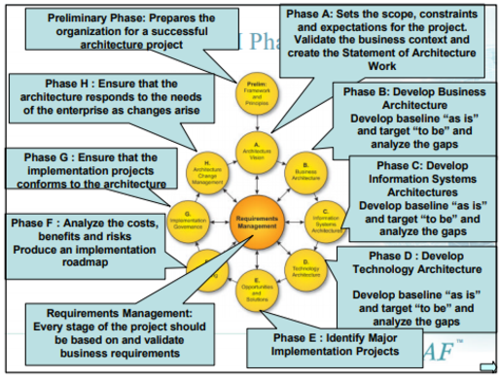 Preliminary Phase: Prepares the
organization for a successful
architecture project
Phase A: Sets the scope, constraints
and expectations for the project.
Validate the business context and
create the Statement of Architecture
Work
Phase H : Ensure that the
architecture responds to the needs
of the enterprise as changes arise
Phase B: Develop Business
Architecture
Develop baseline “as is”
and target “to be” and
analyze the gaps
Phase G : Ensure that the
implementation projects
conforms to the architecture
Phase C: Develop
Information Systems
Architectures
Develop baseline “as is”
and target “to be” and
analyze the gaps
Phase F : Analyze the costs,
benefits and risks
Produce an implementation
roadmap
Phase D : Develop
Technology Architecture
Develop baseline “as is”
and target “to be” and
analyze the gaps
Requirements Management:
Every stage of the project should
be based on and validate
business requirements
Phase E : Identify Major
Implementation Projects
Prelim:
Framework
and
Principles
A.
Architecture
Vision
H.
Architecture
Change
Management
B.
Business
Architecture
G.
Implementation
Governance
Requirements
Management
C.
Information
Systems
Architectures
D.
Technology
Architecture
E.
Opportunities
and
Solutions
AF™